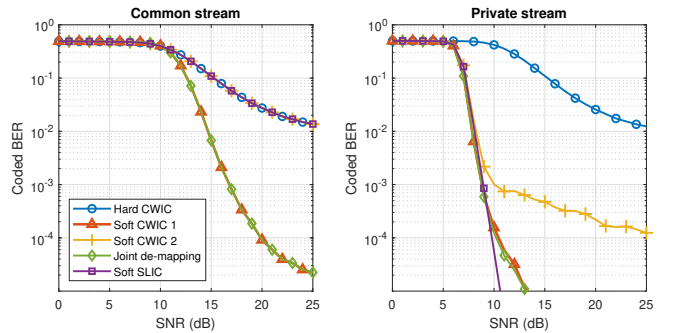 Common stream
Private stream
10^0
10^-1
10^-2
10^-3
10^-4
Coded BER
Hard CWIC
Soft CWIC 1
Soft CWIC 2
Joint de-mapping
Soft SLIC
0 5 10 15 20 25
SNR (dB)
10^0
10^-1
10^-2
10^-3
10^-4
Coded BER
0 5 10 15 20 25
SNR (dB)